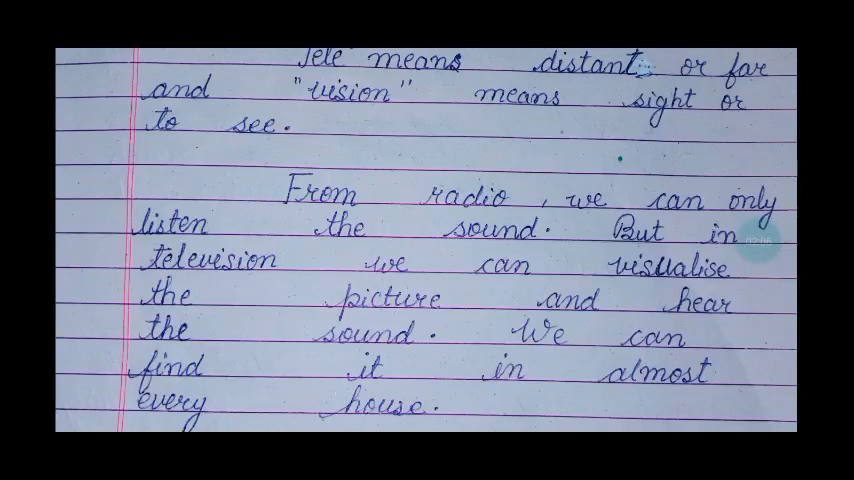 Tele means distant or far
and "vision" means sight or
to see.
From radio, we can only
listen the sound. But in
television we can visualise
the picture and hear
the sound. We can
find it in almost
every house.
02:06